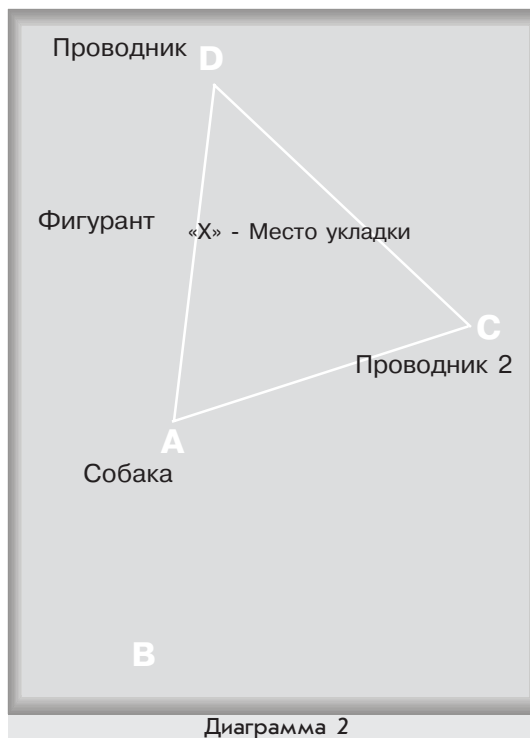 Проводник D
Фигурант
«X» - Место укладки
C
Проводник 2
A
Собака
B
Диаграмма 2